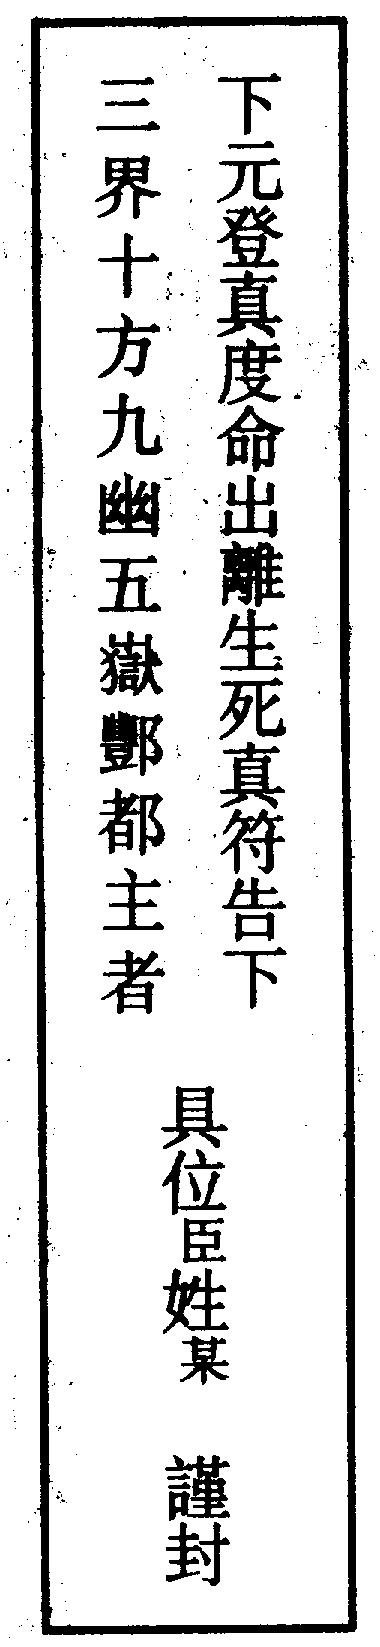 下元登真度命出離生死真符告下
三界十方九幽五嶽酆都主者
具位臣姓某　謹封